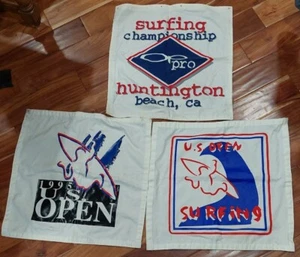 surfing
championship
OP
pro
huntington
beach, ca
1995
U.S.
OPEN
U.S OPEN
SURFING